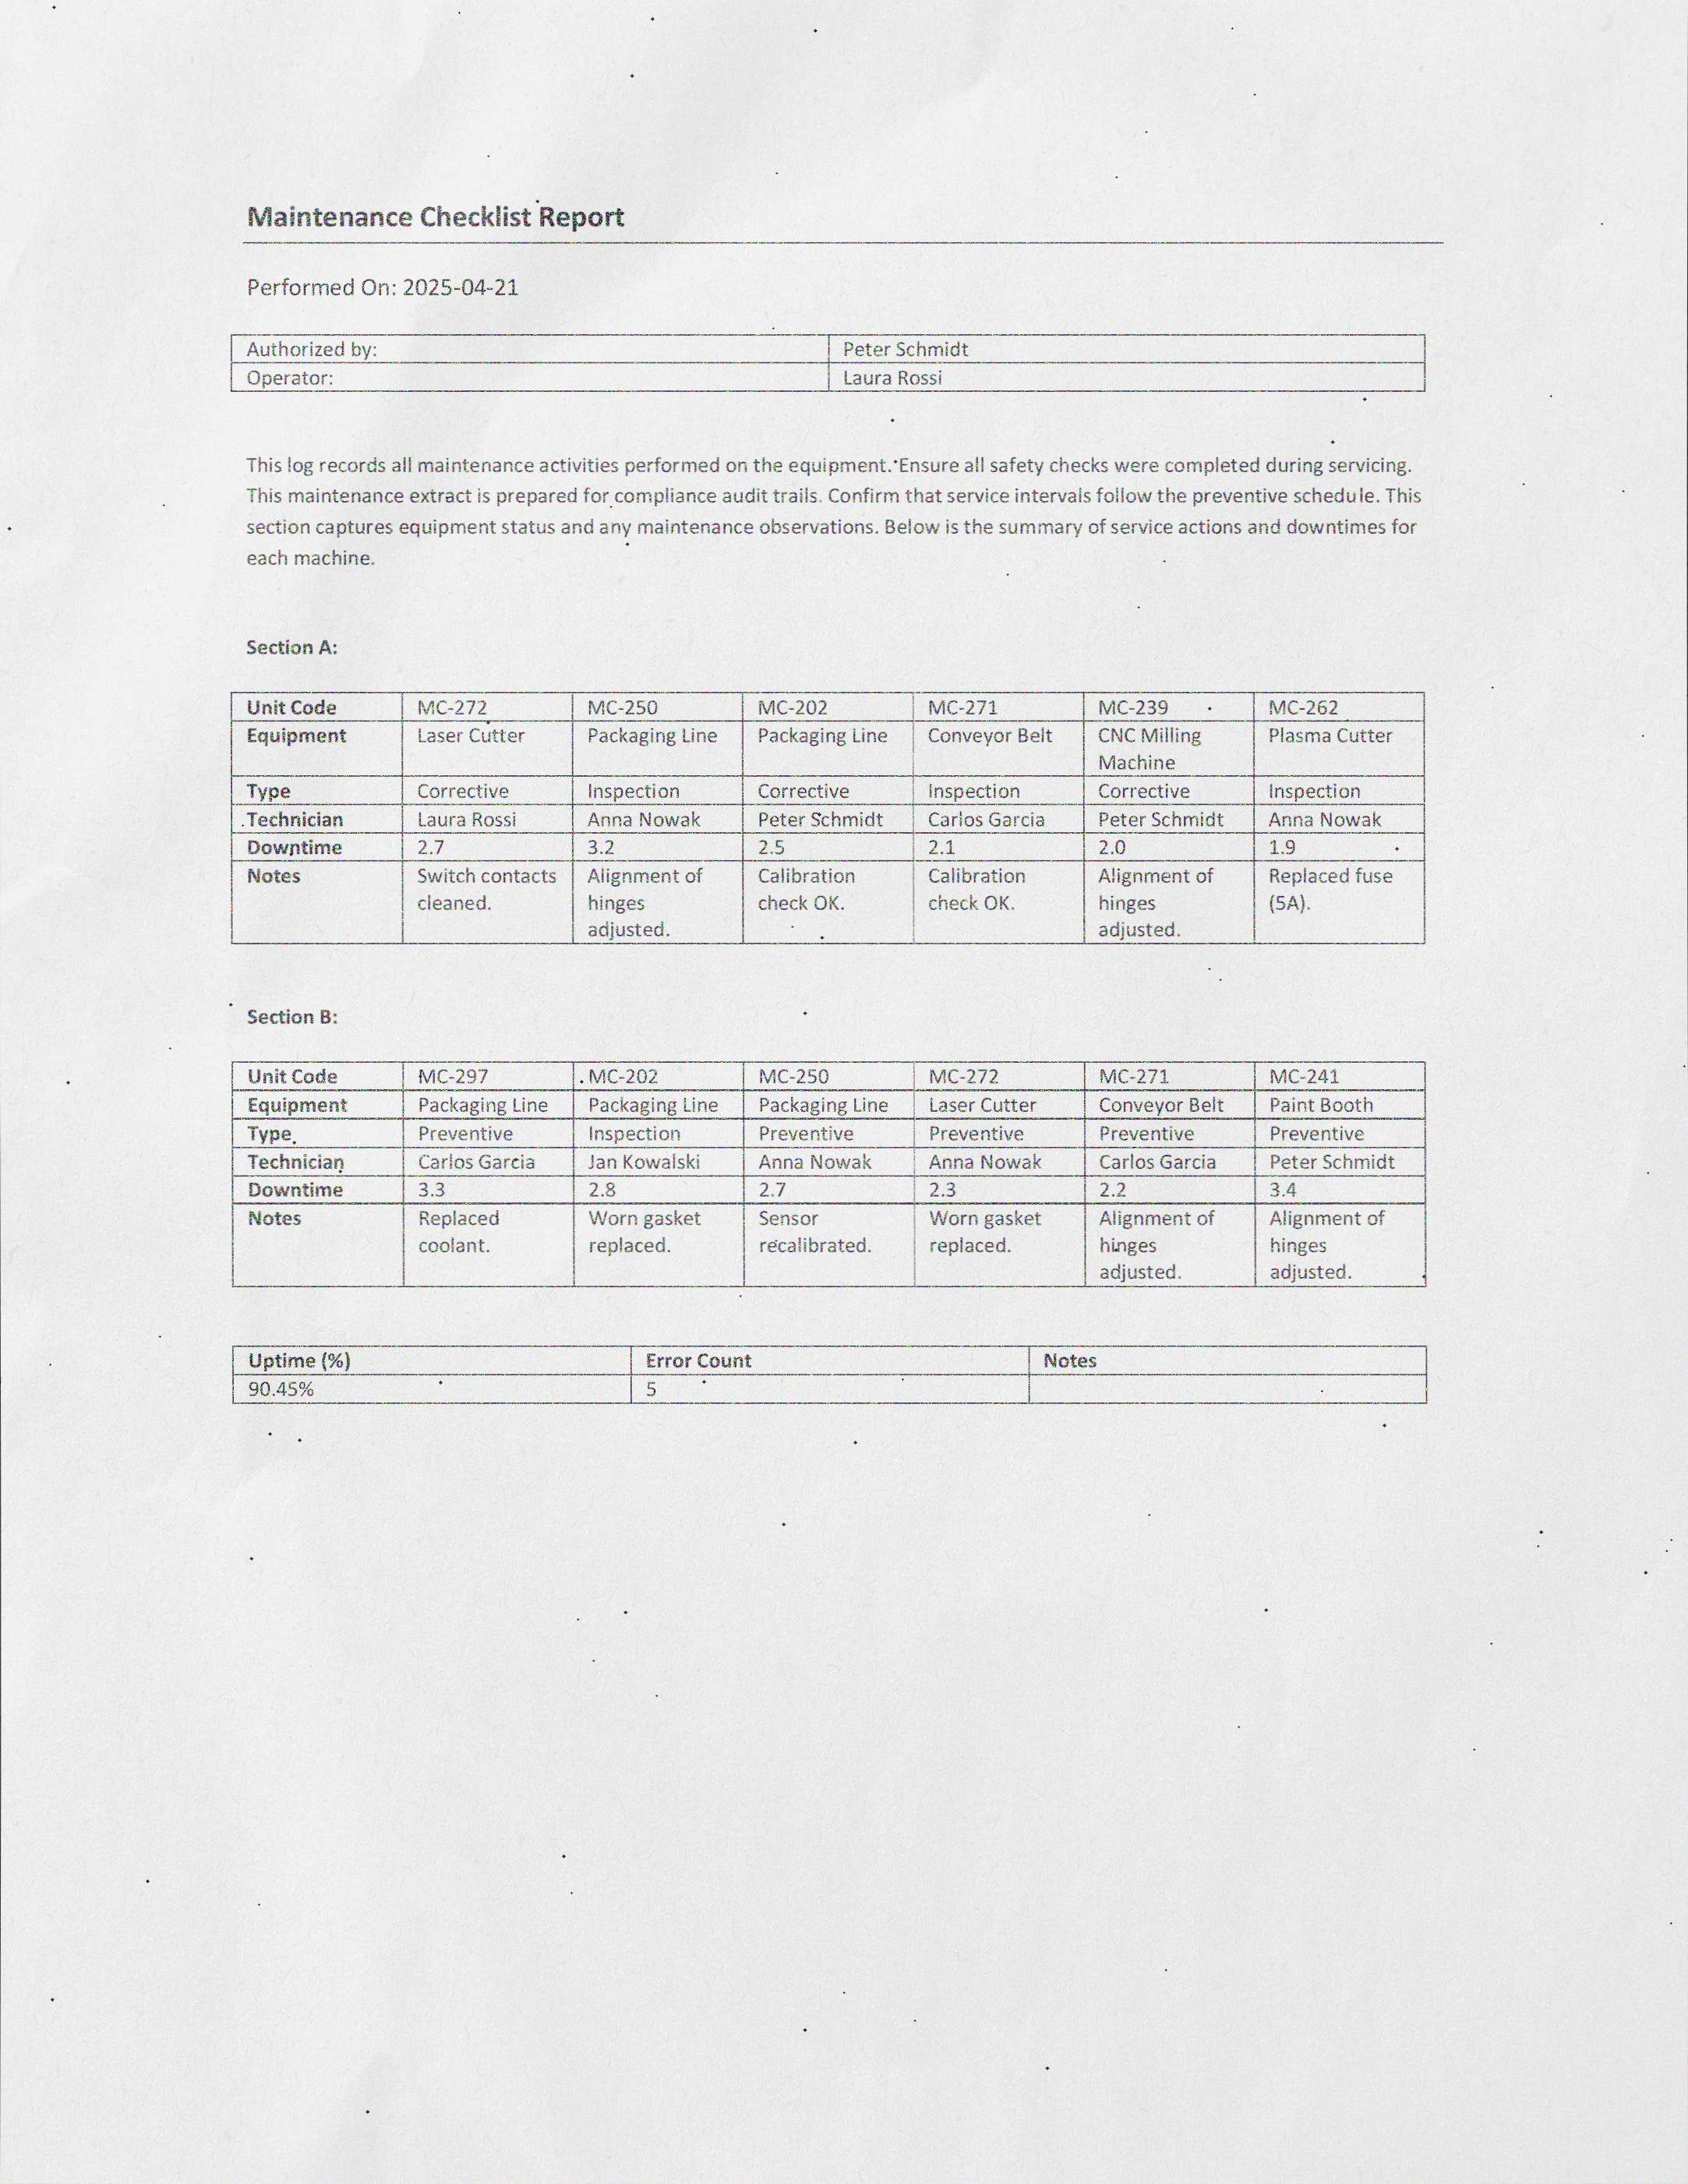 Maintenance Checklist Report
Performed On: 2025-04-21
Authorized by: Peter Schmidt
Operator: Laura Rossi
This log records all maintenance activities performed on the equipment. Ensure all safety checks were completed during servicing.
This maintenance extract is prepared for compliance audit trails. Confirm that service intervals follow the preventive schedule. This
section captures equipment status and any maintenance observations. Below is the summary of service actions and downtimes for
each machine.
Section A:
Unit Code MC-272 MC-250 MC-202 MC-271 MC-239 MC-262
Equipment Laser Cutter Packaging Line Packaging Line Conveyor Belt CNC Milling Plasma Cutter
Machine
Type Corrective Inspection Corrective Inspection Corrective Inspection
Technician Laura Rossi Anna Nowak Peter Schmidt Carlos Garcia Peter Schmidt Anna Nowak
Downtime 2.7 3.2 2.5 2.1 2.0 1.9
Notes Switch contacts Alignment of Calibration Calibration Alignment of Replaced fuse
cleaned. hinges check OK. check OK. hinges (5A).
adjusted. adjusted.
Section B:
Unit Code MC-297 MC-202 MC-250 MC-272 MC-271 MC-241
Equipment Packaging Line Packaging Line Packaging Line Laser Cutter Conveyor Belt Paint Booth
Type Preventive Inspection Preventive Preventive Preventive Preventive
Technician Carlos Garcia Jan Kowalski Anna Nowak Anna Nowak Carlos Garcia Peter Schmidt
Downtime 3.3 2.8 2.7 2.3 2.2 3.4
Notes Replaced Worn gasket Sensor Worn gasket Alignment of Alignment of
coolant. replaced. recalibrated. replaced. hinges hinges
adjusted. adjusted.
Uptime (%) Error Count Notes
90.45% 5